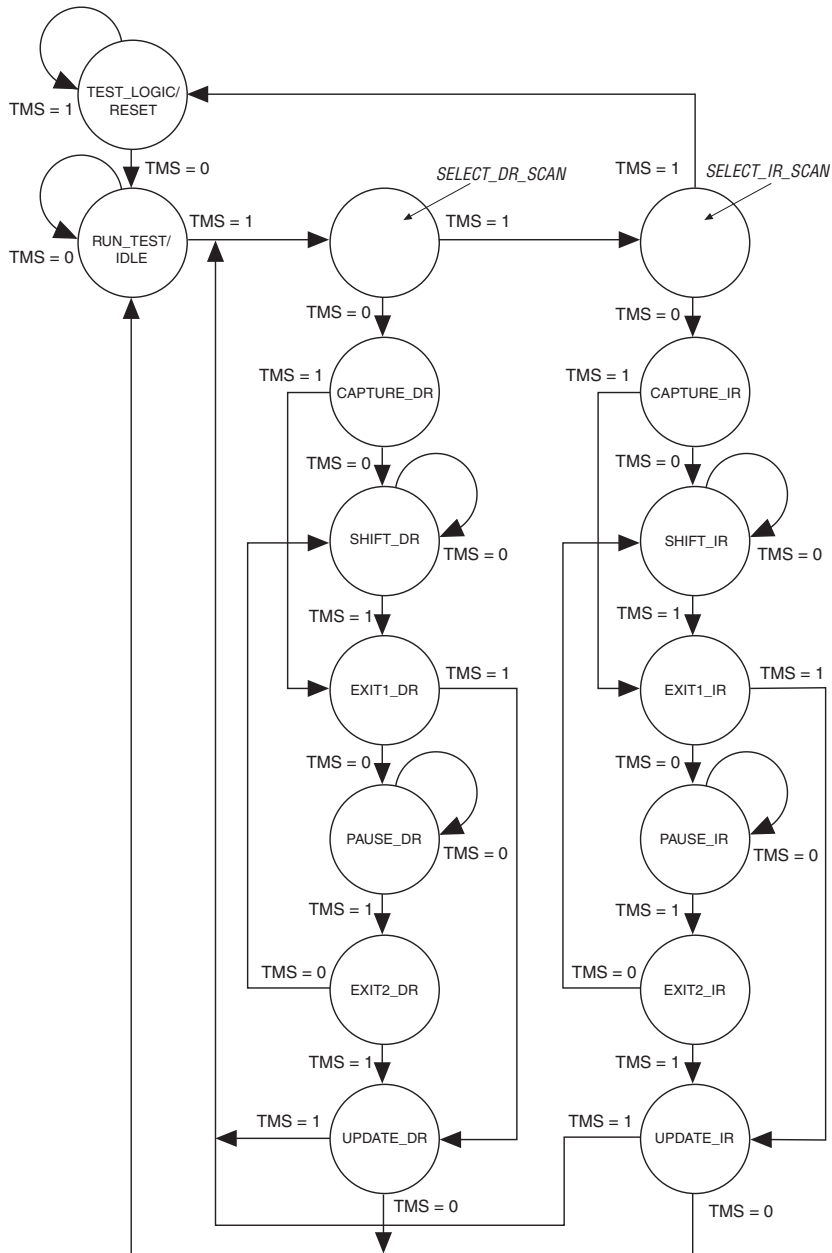 TEST_LOGIC/
RESET
TMS = 1
TMS = 0
SELECT_DR_SCAN
TMS = 1
SELECT_IR_SCAN
TMS = 1
TMS = 1
RUN_TEST/
IDLE
TMS = 0
TMS = 0
TMS = 0
TMS = 1
TMS = 1
CAPTURE_DR
CAPTURE_IR
TMS = 0
TMS = 0
SHIFT_DR
SHIFT_IR
TMS = 0
TMS = 0
TMS = 1
TMS = 1
TMS = 1
TMS = 1
EXIT1_DR
EXIT1_IR
TMS = 0
TMS = 0
PAUSE_DR
PAUSE_IR
TMS = 0
TMS = 0
TMS = 1
TMS = 1
TMS = 0
TMS = 0
EXIT2_DR
EXIT2_IR
TMS = 1
TMS = 1
TMS = 1
TMS = 1
UPDATE_DR
UPDATE_IR
TMS = 0
TMS = 0